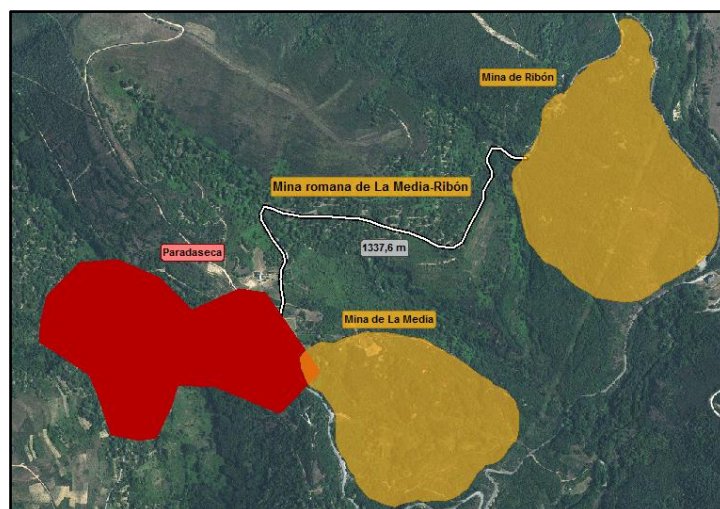 Mina de Ribón
Mina romana de La Media-Ribón
1337,6 m
Paradaseca
Mina de La Media